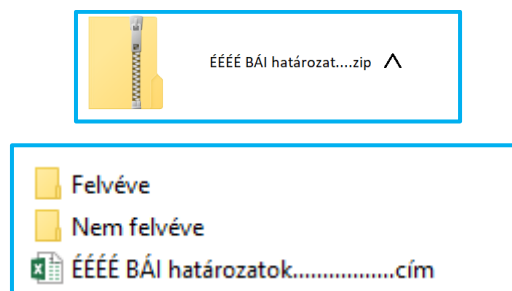 ÉÉÉÉ BÁI határozat....zip
Felvéve
Nem felvéve
ÉÉÉÉ BÁI határozatok.................cím